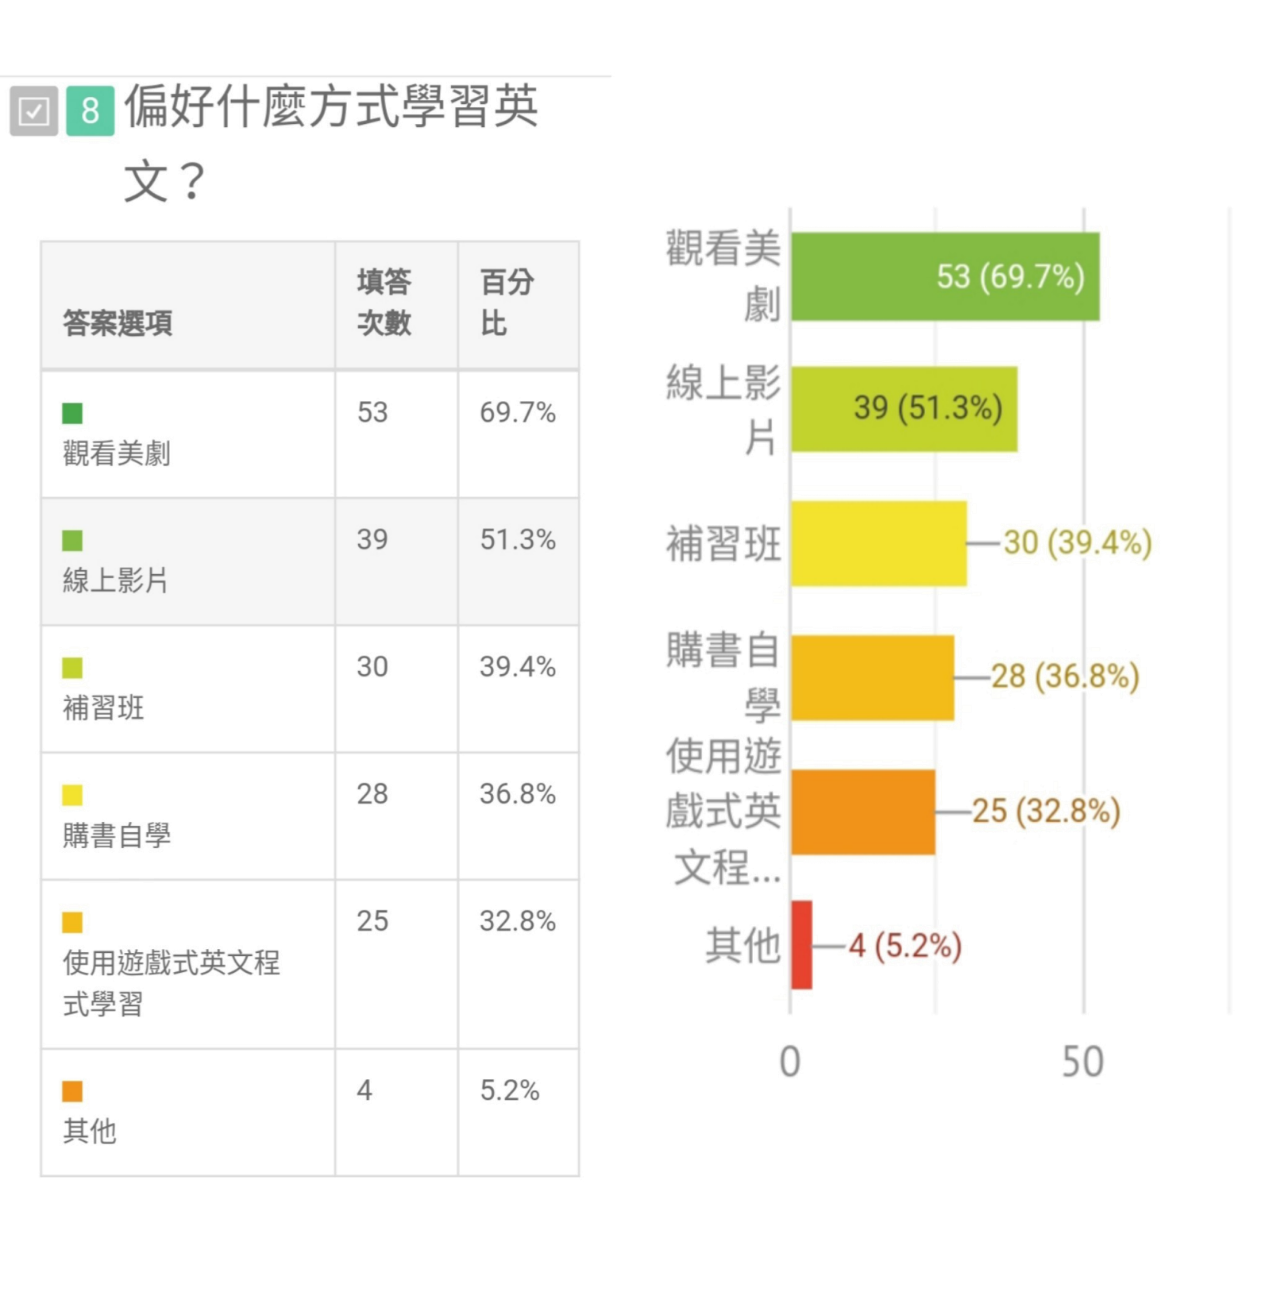 8 偏好什麼方式學習英
文？
答案選項 填答次數 百分比
觀看美劇 53 69.7%
線上影片 39 51.3%
補習班 30 39.4%
購書自學 28 36.8%
使用遊戲式英文程
式學習 25 32.8%
其他 4 5.2%
觀看美
劇
53 (69.7%)
線上影
片
39 (51.3%)
補習班
30 (39.4%)
購書自
學
28 (36.8%)
使用遊
戲式英
文程...
25 (32.8%)
其他
4 (5.2%)
0 50